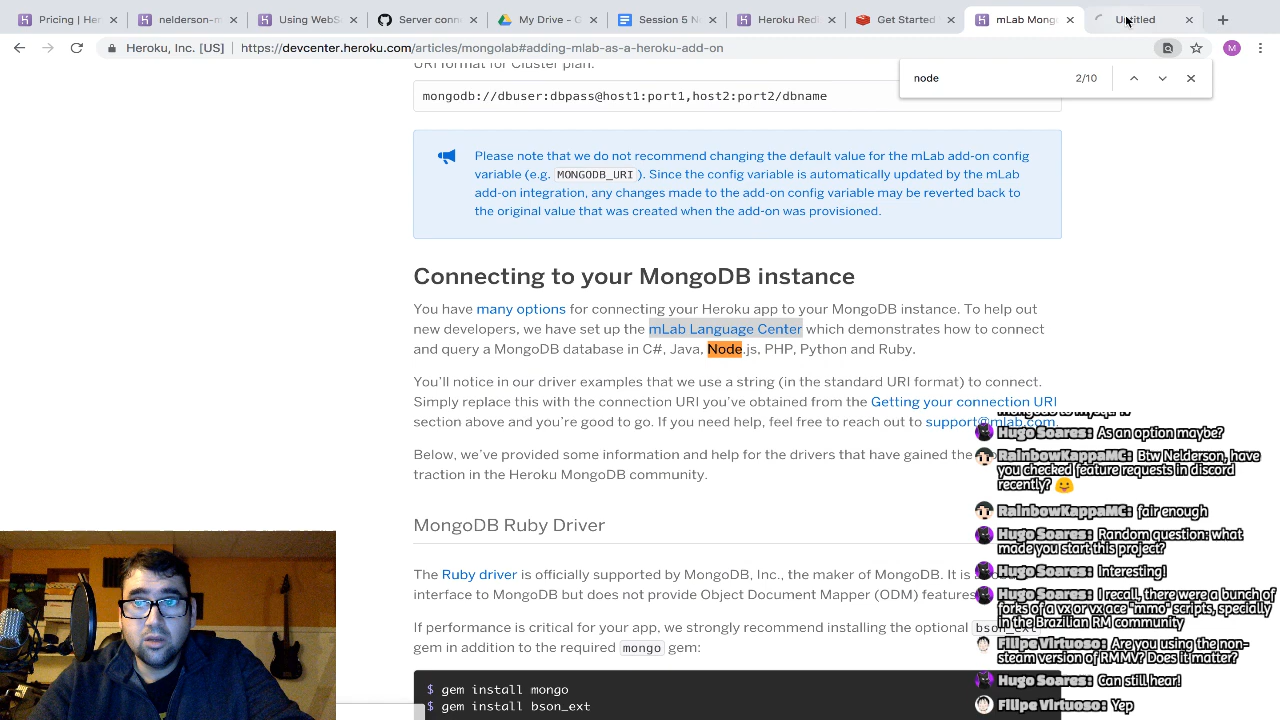 Pricing | Her
nelderson-m
Using WebS
Server conn
My Drive - G
Session 5 N
Heroku Redi
Get Started
mLab Mong
Untitled
Heroku, Inc. [US]
https://devcenter.heroku.com/articles/mongolab#adding-mlab-as-a-heroku-add-on
M
node
2/10
URI format for Cluster plan:
mongodb://dbuser:dbpass@host1:port1,host2:port2/dbname
Please note that we do not recommend changing the default value for the mLab add-on config
variable (e.g. MONGODB_URI ). Since the config variable is automatically updated by the mLab
add-on integration, any changes made to the add-on config variable may be reverted back to
the original value that was created when the add-on was provisioned.
Connecting to your MongoDB instance
You have many options for connecting your Heroku app to your MongoDB instance. To help out
new developers, we have set up the mLab Language Center which demonstrates how to connect
and query a MongoDB database in C#, Java, Node.js, PHP, Python and Ruby.
You’ll notice in our driver examples that we use a string (in the standard URI format) to connect.
Simply replace this with the connection URI you’ve obtained from the Getting your connection URI
section above and you’re good to go. If you need help, feel free to reach out to support@mlab.com.
Below, we’ve provided some information and help for the drivers that have gained the
traction in the Heroku MongoDB community.
MongoDB Ruby Driver
The Ruby driver is officially supported by MongoDB, Inc., the maker of MongoDB. It is
interface to MongoDB but does not provide Object Document Mapper (ODM) features
If performance is critical for your app, we strongly recommend installing the optional bson_ext
gem in addition to the required mongo gem:
$ gem install mongo
$ gem install bson_ext
Hugo Soares: As an option maybe?
RainbowKappaMC: Btw Nelderson, have
you checked feature requests in discord
recently?
RainbowKappaMC: fair enough
Hugo Soares: Random question: what
made you start this project?
Hugo Soares: Interesting!
Hugo Soares: I recall, there were a bunch of
forks of a vx or vx ace "mmo" scripts, specially
in the Brazilian RM community
Filipe Virtuoso: Are you using the non-
steam version of RMMV? Does it matter?
Hugo Soares: Can still hear!
Filipe Virtuoso: Yep